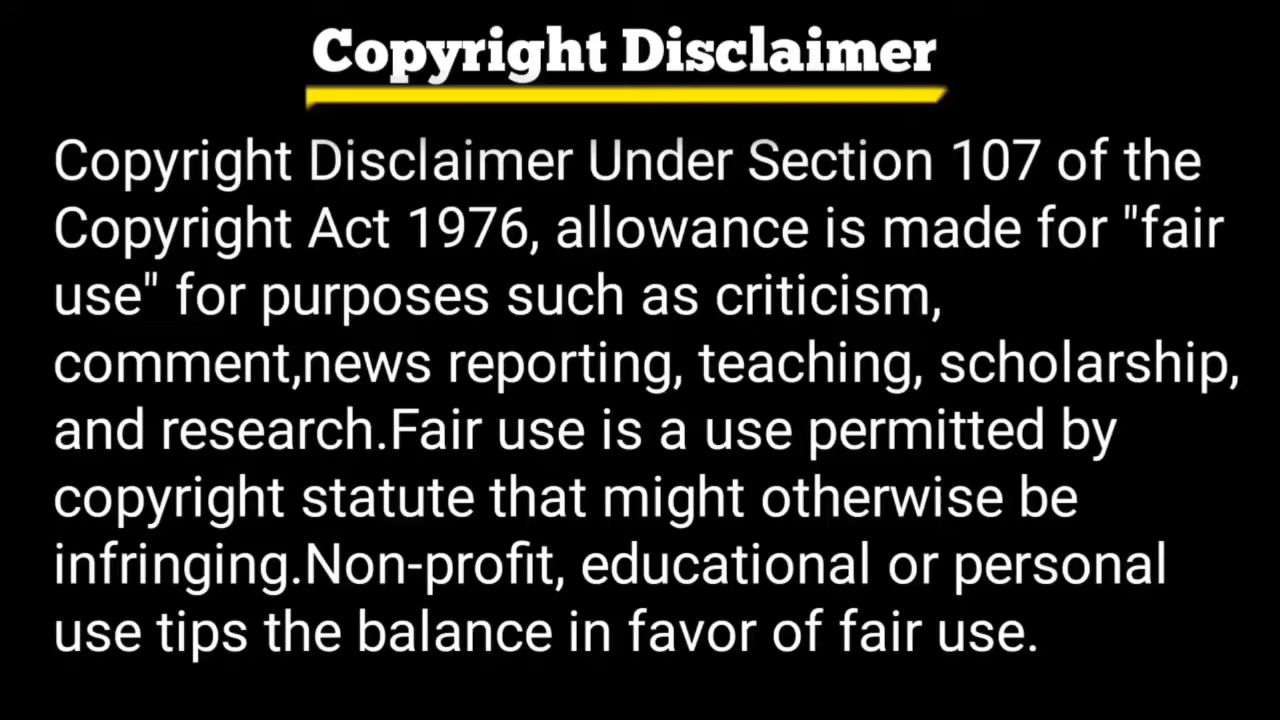 Copyright Disclaimer
Copyright Disclaimer Under Section 107 of the
Copyright Act 1976, allowance is made for "fair
use" for purposes such as criticism,
comment,news reporting, teaching, scholarship,
and research.Fair use is a use permitted by
copyright statute that might otherwise be
infringing.Non-profit, educational or personal
use tips the balance in favor of fair use.